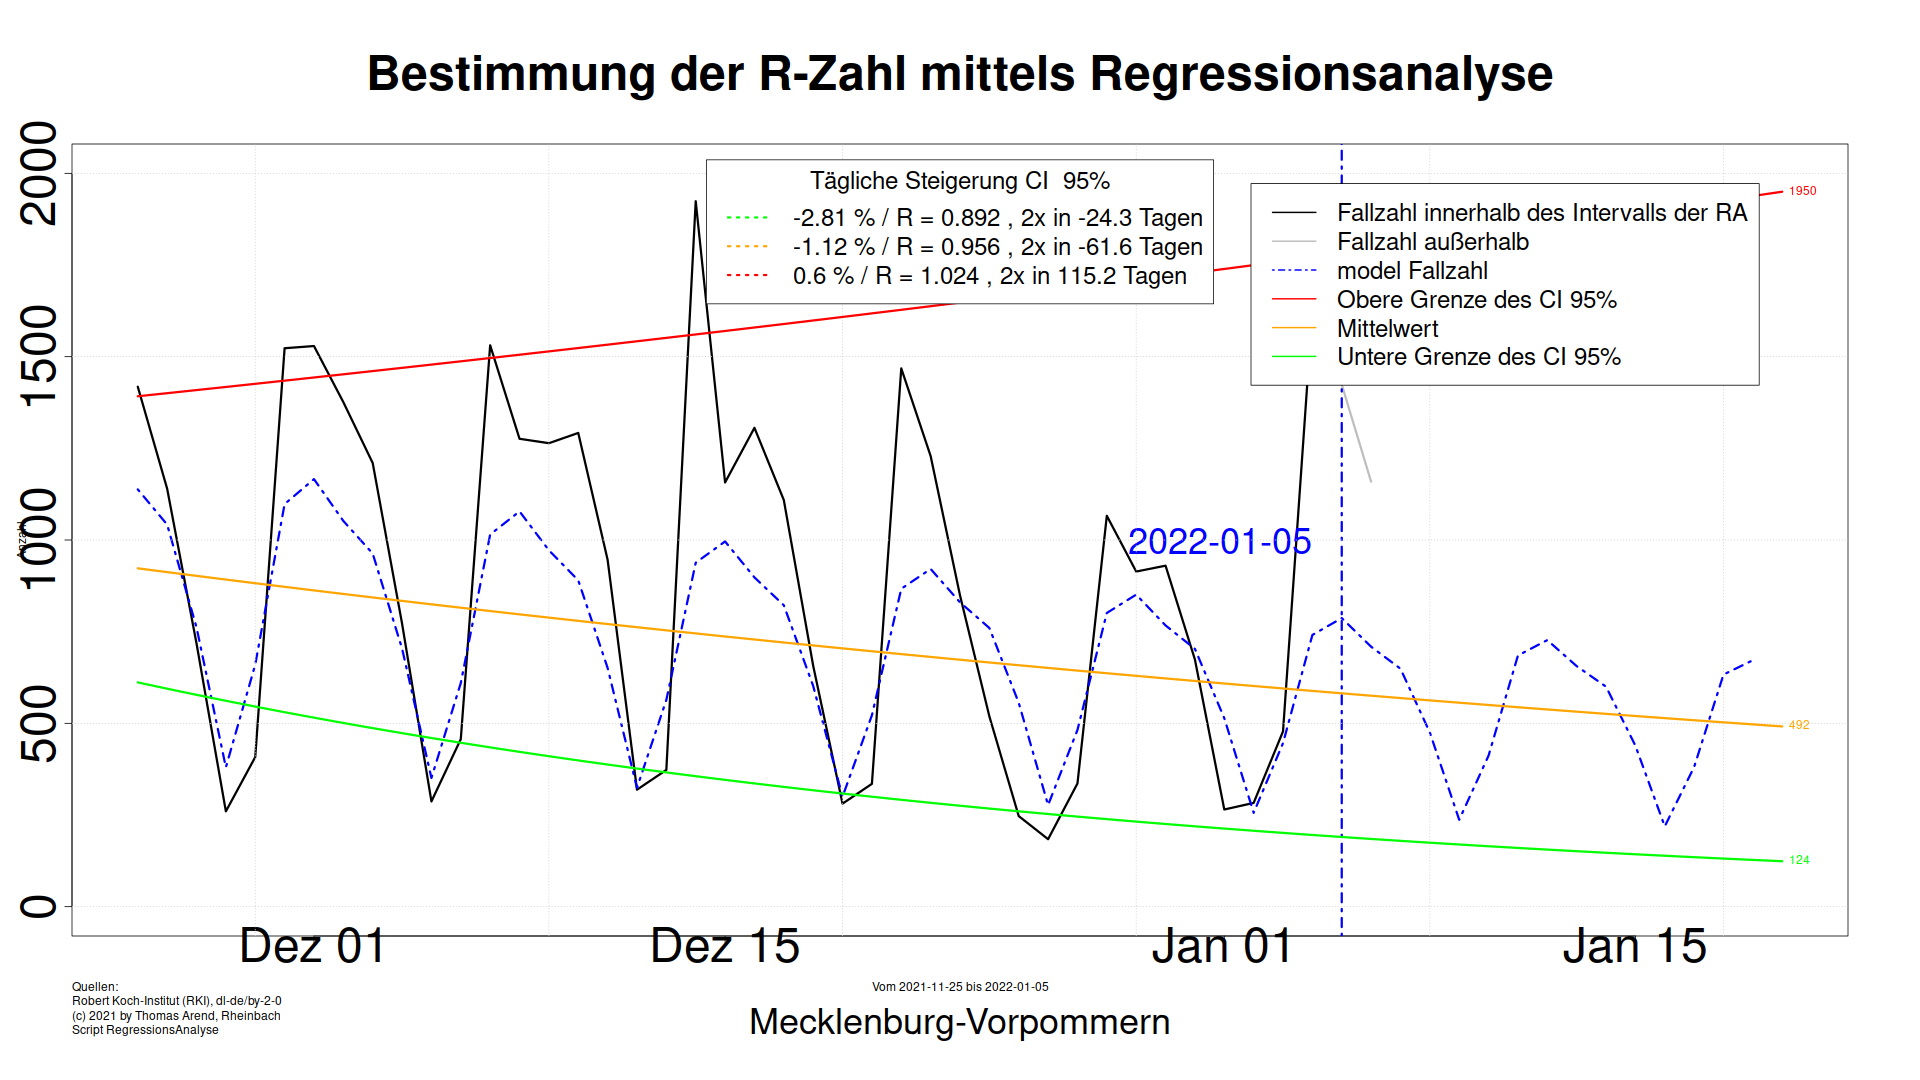 Bestimmung der R-Zahl mittels Regressionsanalyse
Tägliche Steigerung CI  95%
-2.81 % / R = 0.892 , 2x in -24.3 Tagen
-1.12 % / R = 0.956 , 2x in -61.6 Tagen
0.6 % / R = 1.024 , 2x in 115.2 Tagen
Fallzahl innerhalb des Intervalls der RA
Fallzahl außerhalb
model Fallzahl
Obere Grenze des CI 95%
Mittelwert
Untere Grenze des CI 95%
1950
492
124
2022-01-05
2000
1500
1000
500
0
Anzahl
Dez 01
Dez 15
Jan 01
Jan 15
Quellen:
Robert Koch-Institut (RKI), dl-de/by-2-0
(c) 2021 by Thomas Arend, Rheinbach
Script RegressionsAnalyse
Vom 2021-11-25 bis 2022-01-05
Mecklenburg-Vorpommern